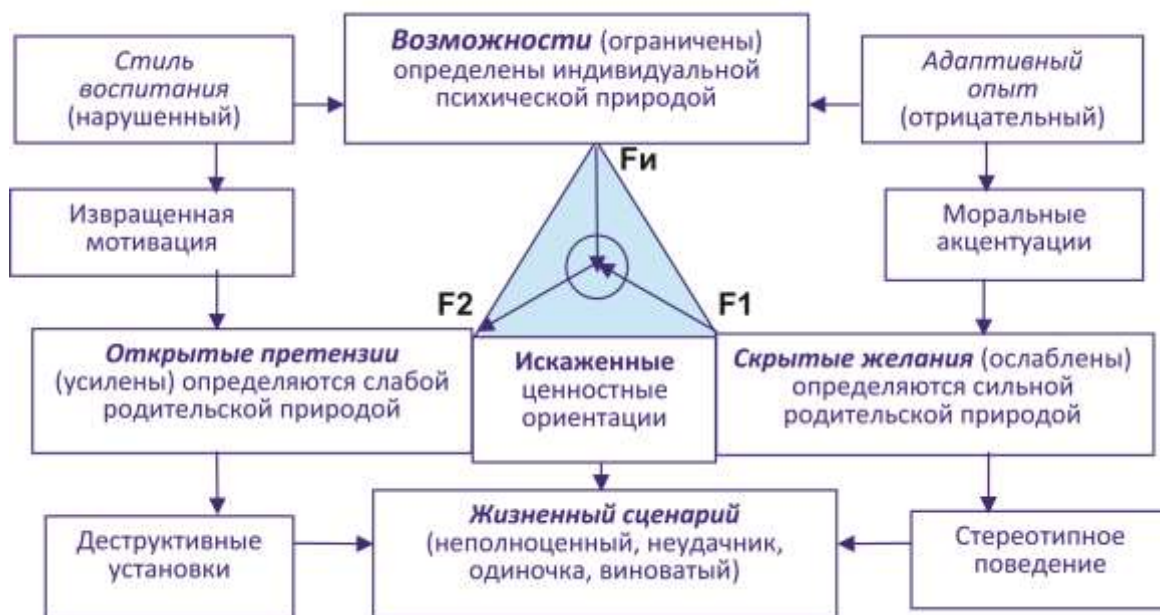 Стиль
воспитания
(нарушенный)
Возможности (ограничены)
определены индивидуальной
психической природой
Адаптивный
опыт
(отрицательный)
Fи
Извращенная
мотивация
Моральные
акцентуации
F2
F1
Открытые претензии
(усилены) определяются слабой
родительской природой
Искаженные
ценностные
ориентации
Скрытые желания (ослаблены)
определяются сильной
родительской природой
Деструктивные
установки
Жизненный сценарий
(неполноценный, неудачник,
одиночка, виноватый)
Стереотипное
поведение